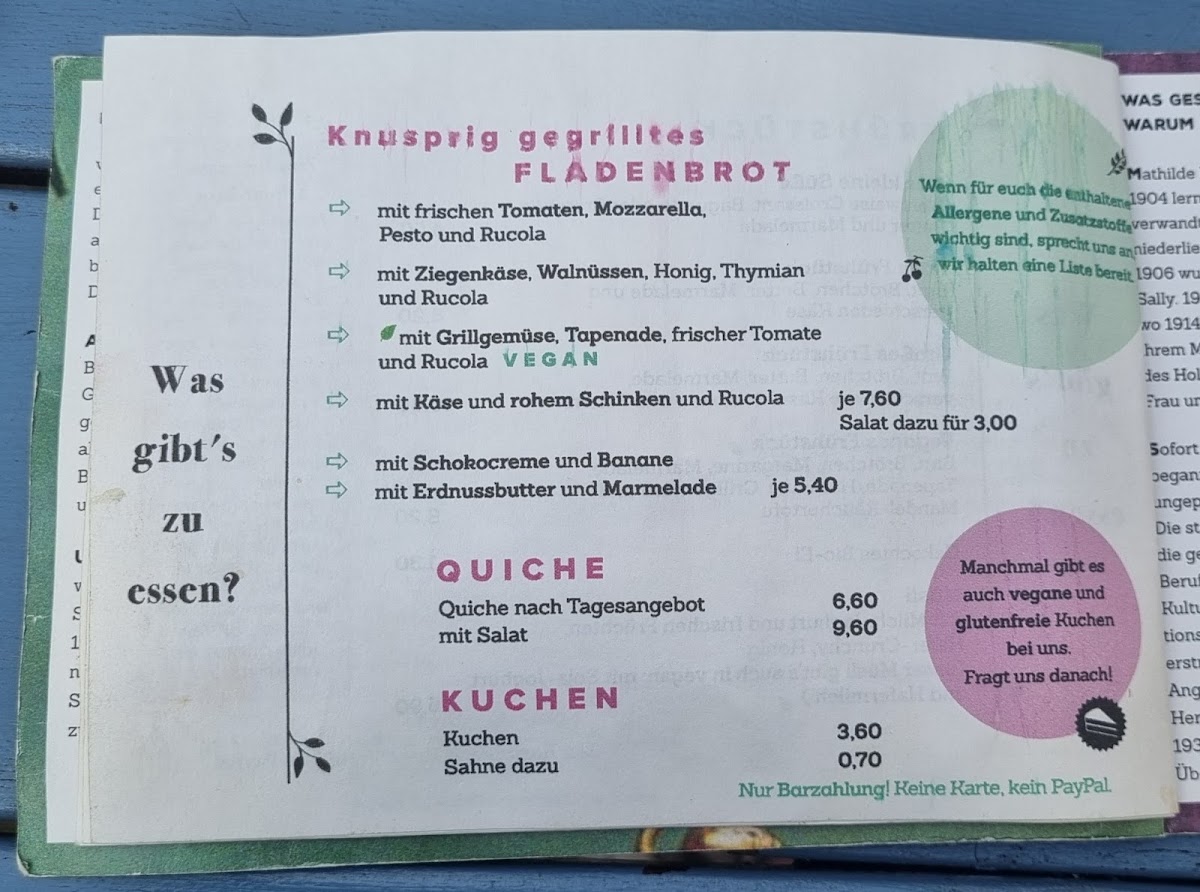 Was
gibt's
zu
essen?
Knusprig gegrilltes
FLADENBROT
mit frischen Tomaten, Mozzarella,
Pesto und Rucola
mit Ziegenkäse, Walnüssen, Honig, Thymian
und Rucola
mit Grillgemüse, Tapenade, frischer Tomate
und Rucola VEGAN
mit Käse und rohem Schinken und Rucola je 7,60
Salat dazu für 3,00
mit Schokocreme und Banane
mit Erdnussbutter und Marmelade je 5,40
Wenn für euch die enthaltene
Allergene und Zusatzstoffe
wichtig sind, sprecht uns an
wir halten eine Liste bereit
QUICHE
Quiche nach Tagesangebot 6,60
mit Salat 9,60
KUCHEN
Kuchen 3,60
Sahne dazu 0,70
Manchmal gibt es
auch vegane und
glutenfreie Kuchen
bei uns.
Fragt uns danach!
Nur Barzahlung! Keine Karte, kein PayPal.
WAS GES
WARUM
Mathilde
1904 lern
verwandt
niederlie
1906 wu
Sally. 19
wo 1914
hrem M
des Hol
Frau un
Sofort
began
ungep
Die st
die ge
Beruf
Kultu
tions
erst
Ang
Her
193
Üb